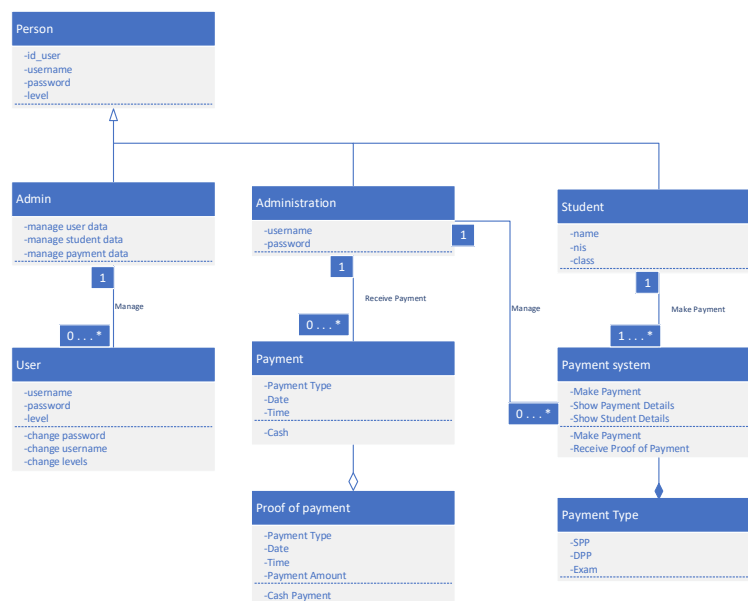 Person
-id_user
-username
-password
-level
Admin
-manage user data
-manage student data
-manage payment data
Administration
-username
-password
Student
-name
-nis
-class
1
1
1
1
Manage
Receive Payment
Manage
Make Payment
0 . . . *
0 . . . *
1 . . . *
User
-username
-password
-level
-change password
-change username
-change levels
Payment
-Payment Type
-Date
-Time
-Cash
Payment system
-Make Payment
-Show Payment Details
-Show Student Details
-Make Payment
-Receive Proof of Payment
0 . . . *
Proof of payment
-Payment Type
-Date
-Time
-Payment Amount
-Cash Payment
Payment Type
-SPP
-DPP
-Exam